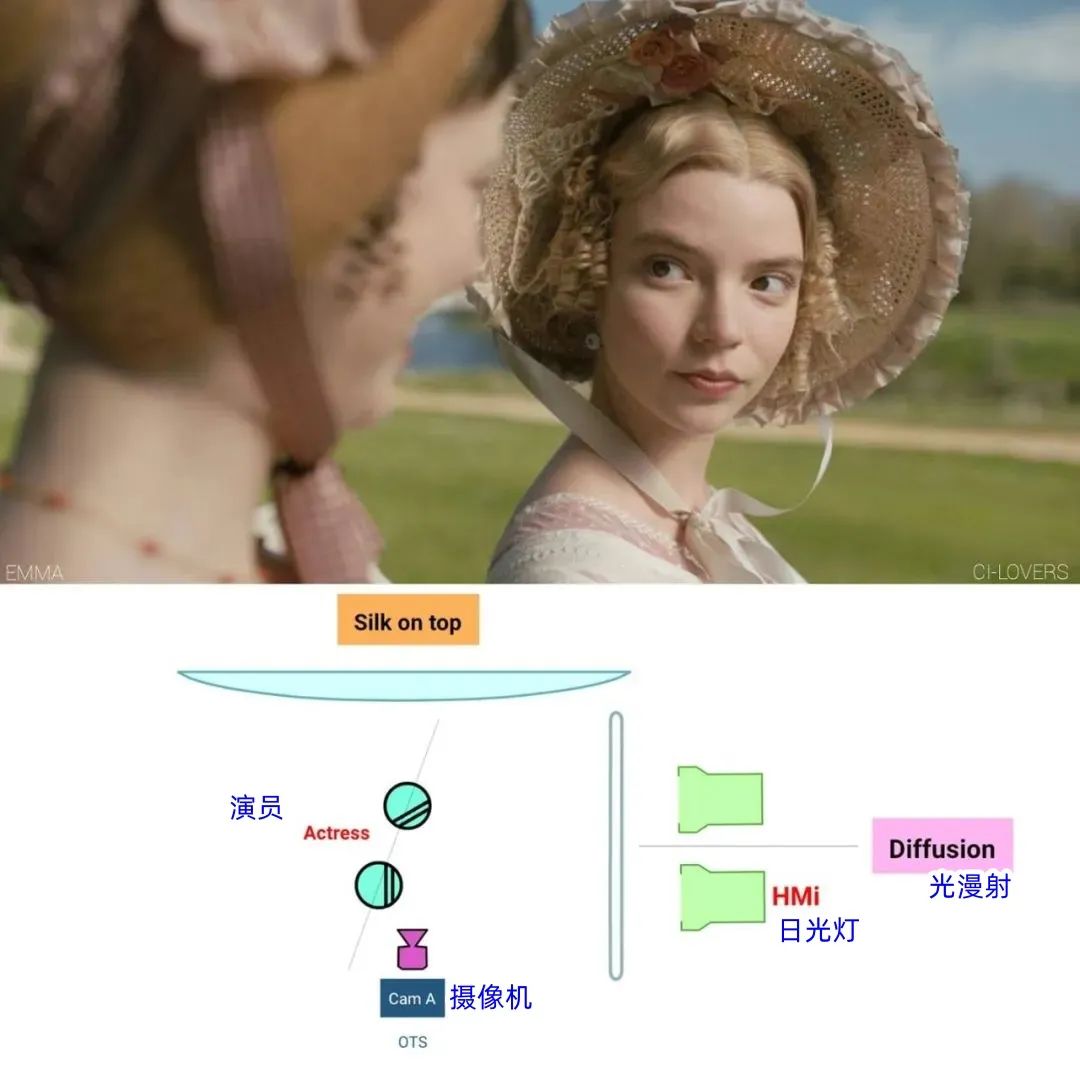 EMMA
CI-LOVERS
Silk on top
演员
Actress
Diffusion
光漫射
HMi
日光灯
Cam A
摄像机
OTS